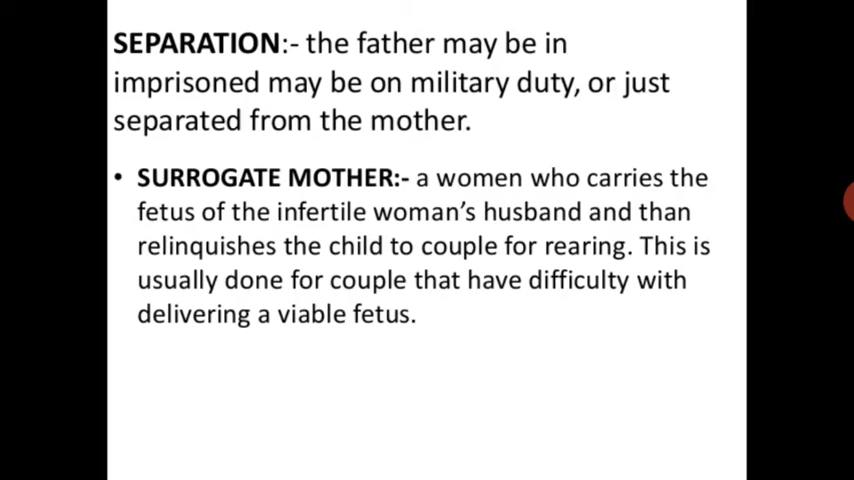 SEPARATION:- the father may be in
imprisoned may be on military duty, or just
separated from the mother.
• SURROGATE MOTHER:- a women who carries the
fetus of the infertile woman’s husband and than
relinquishes the child to couple for rearing. This is
usually done for couple that have difficulty with
delivering a viable fetus.